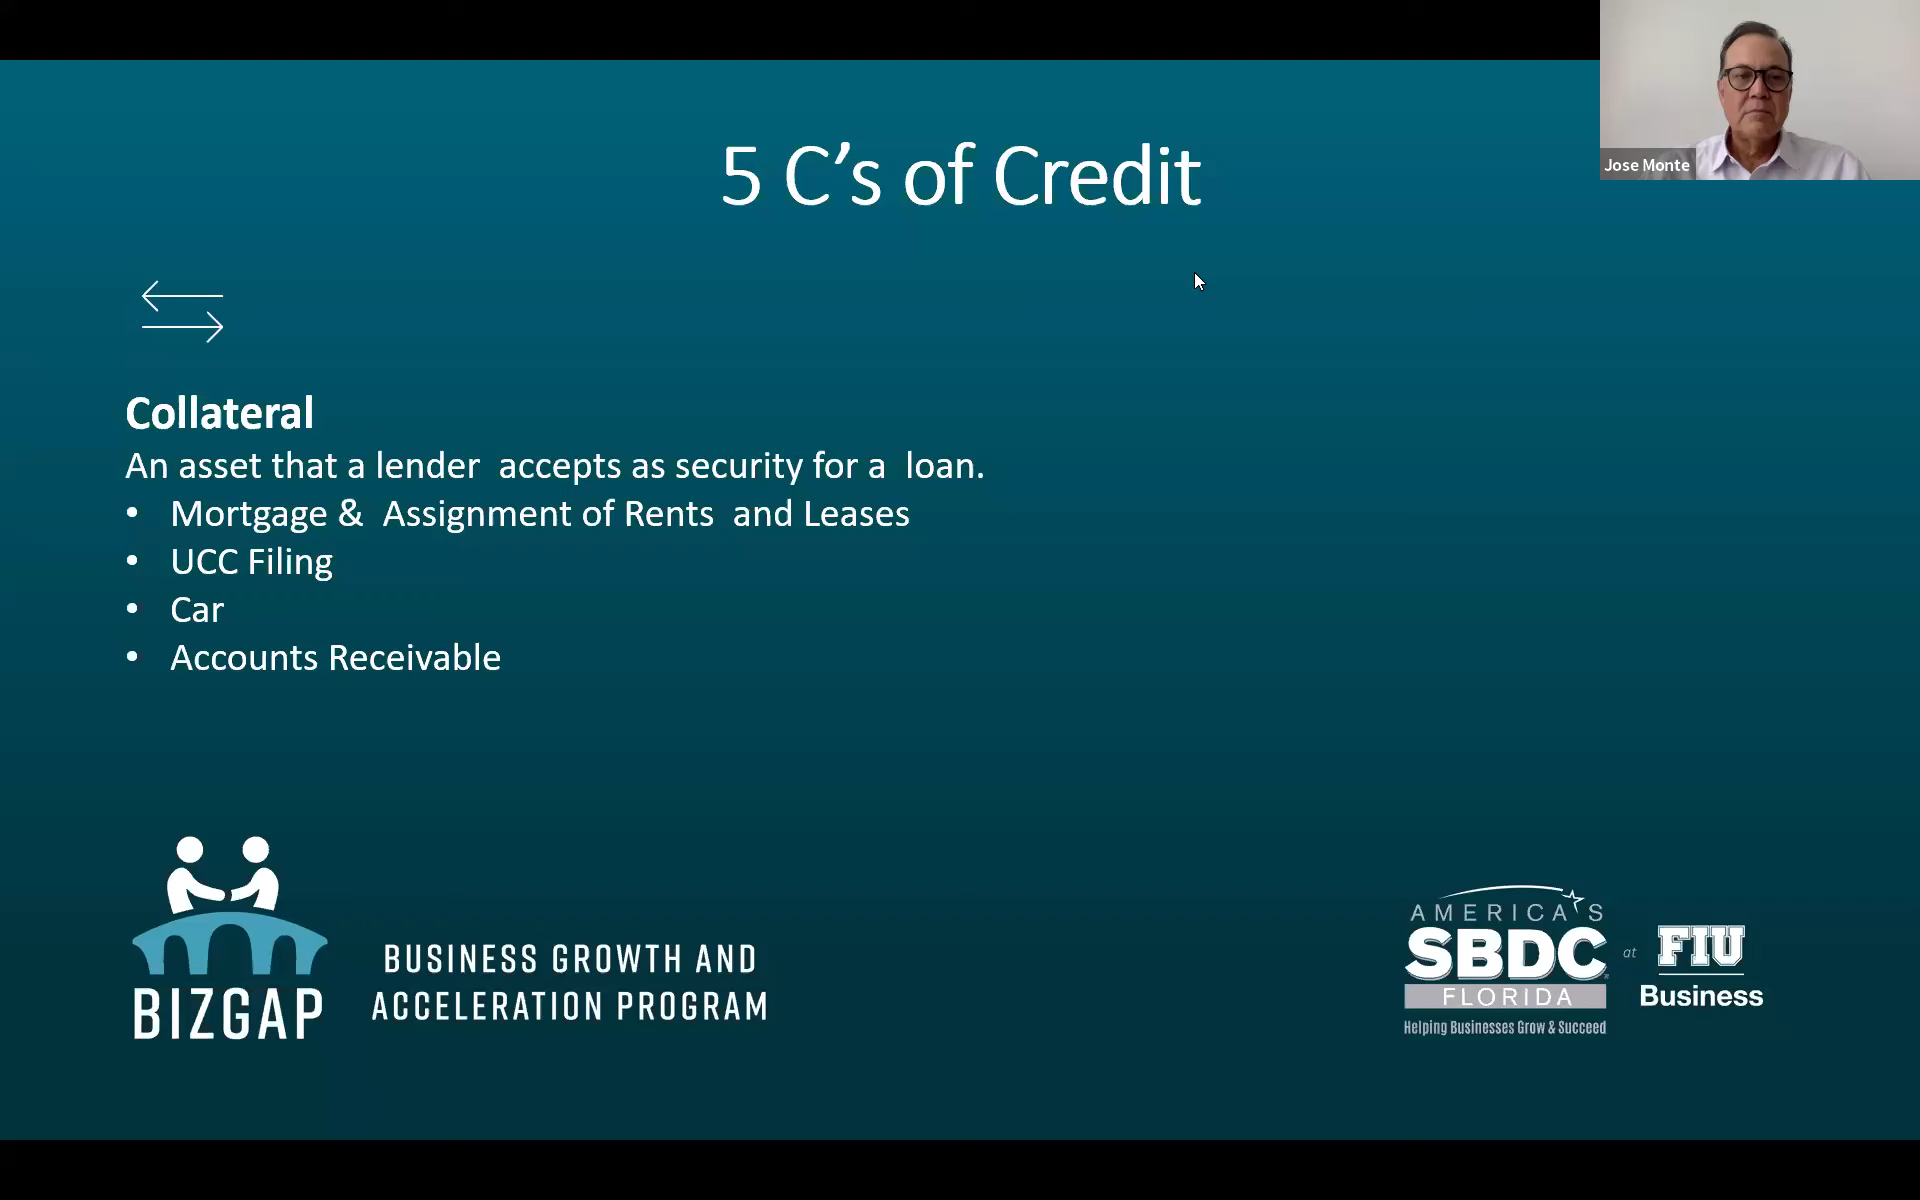 5 C’s of Credit
Jose Monte
Collateral
An asset that a lender  accepts as security for a  loan.
• Mortgage &  Assignment of Rents  and Leases
• UCC Filing
• Car
• Accounts Receivable
BIZGAP
BUSINESS GROWTH AND
ACCELERATION PROGRAM
AMERICA'S
SBDC
FLORIDA
Helping Businesses Grow & Succeed
at
FIU
Business